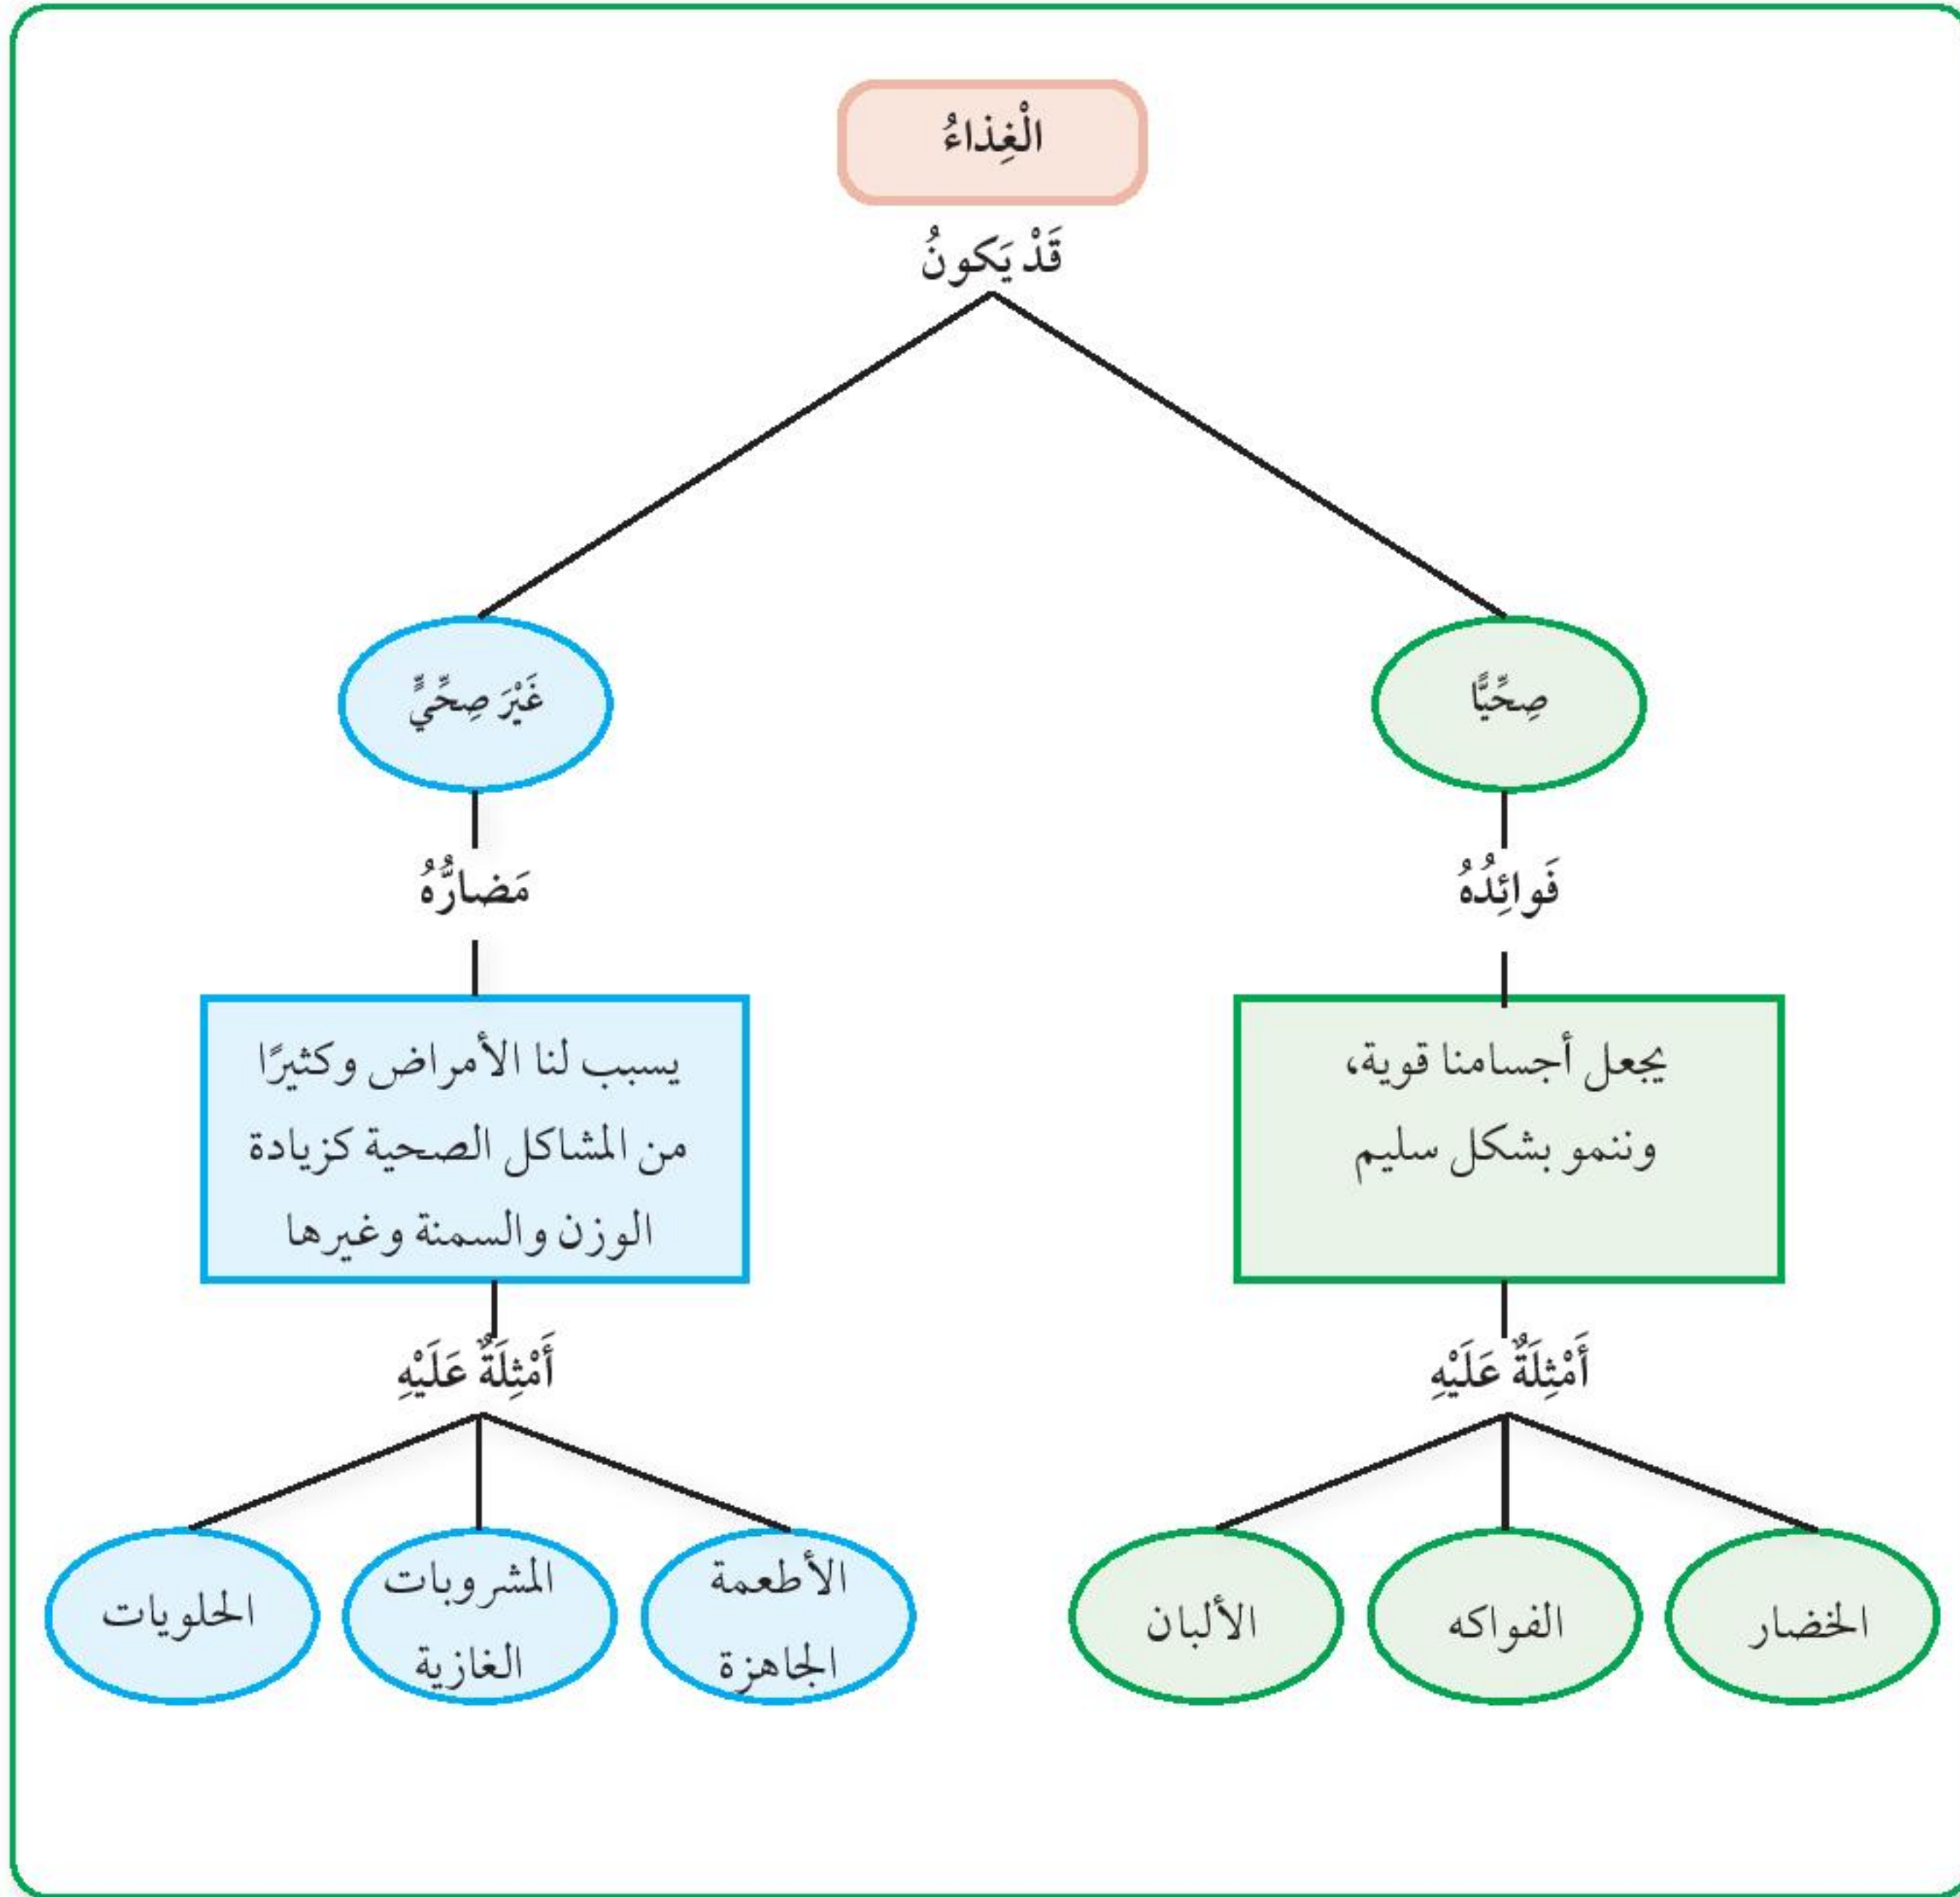 الْغِذاءُ
قَدْ يَكونُ
صِحِّيًّا
فَوائِدُهُ
يجعل أجسامنا قوية،
وننمو بشكل سليم
أَمْثِلَةٌ عَلَيْهِ
الخضار
الفواكه
الألبان
غَيْرَ صِحِّيٍّ
مَضارُّهُ
يسبب لنا الأمراض وكثيرًا
من المشاكل الصحية كزيادة
الوزن والسمنة وغيرها
أَمْثِلَةٌ عَلَيْهِ
الأطعمة
الجاهزة
المشروبات
الغازية
الحلويات